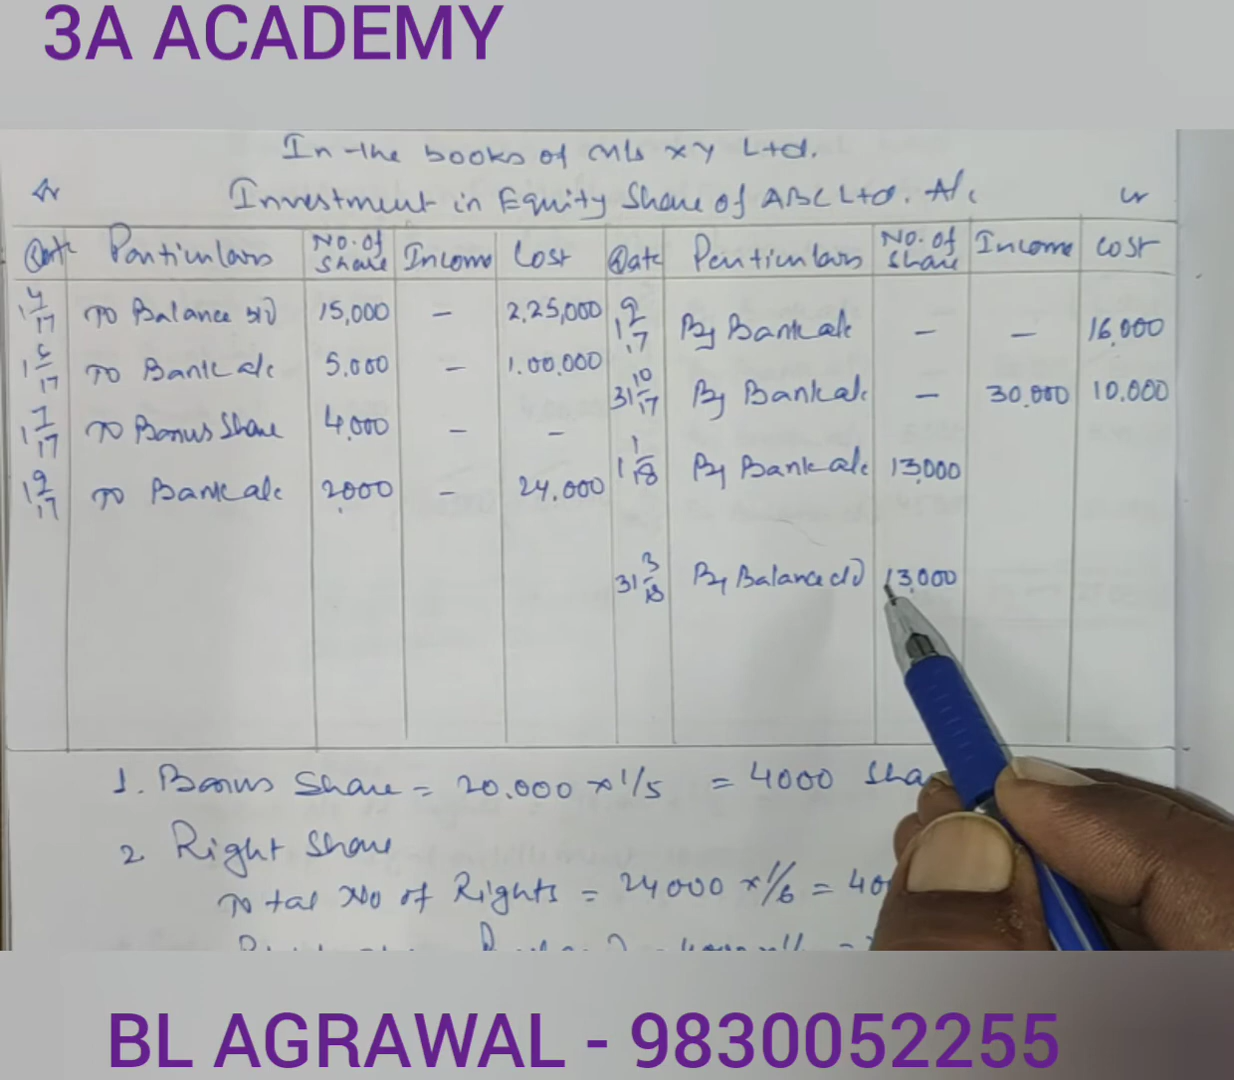 3A ACADEMY
In the books of M/s XY Ltd.
Dr Investment in Equity Share of ABC Ltd. A/c Cr
Date Particulars No. of Share Income Cost Date Particulars No. of Share Income Cost
1/4/17 To Balance b/d 15,000 - 2,25,000 1/9/17 By Bank a/c - - 16,000
1/6/17 To Bank a/c 5,000 - 1,00,000 31/10/17 By Bank a/c - 30,000 10,000
1/7/17 To Bonus Share 4,000 - - 1/1/18 By Bank a/c 13,000
1/9/17 To Bank a/c 2,000 - 24,000
31/3/18 By Balance c/d 13,000
1. Bonus Share = 20,000 x 1/5 = 4000 Sha
2 Right Share
Total No of Rights = 24000 x 1/6 = 40
BL AGRAWAL - 9830052255